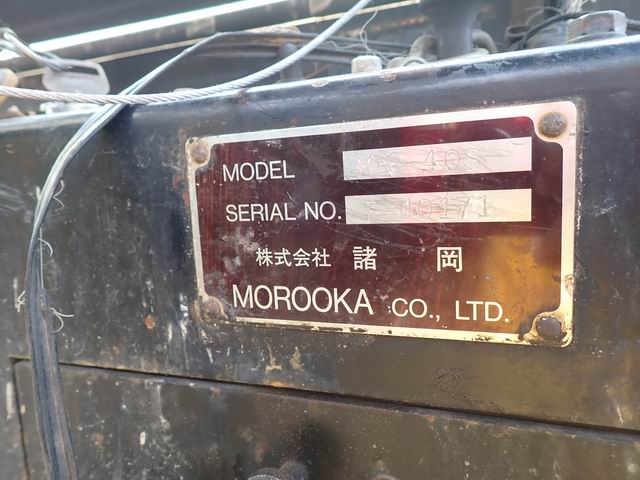 MODEL
SERIAL NO.
株式会社 諸 岡
MOROOKA CO., LTD.